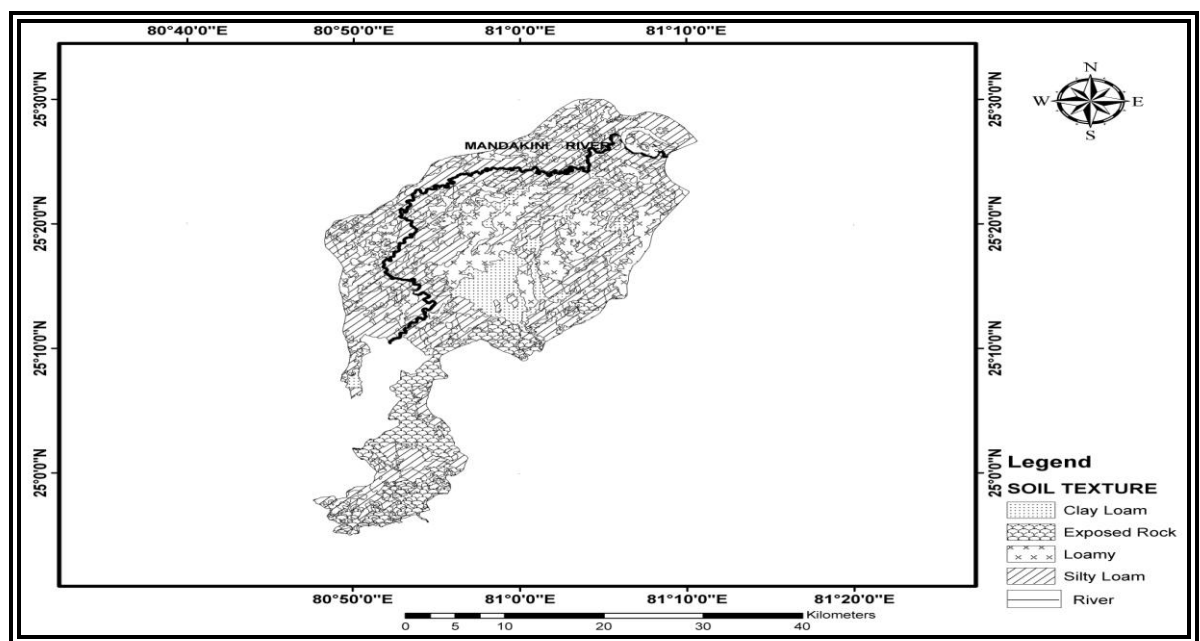 80°40'0"E 80°50'0"E 81°0'0"E 81°10'0"E
N
W E
S
25°30'0"N 25°30'0"N
MANDAKINI RIVER
25°20'0"N 25°20'0"N
25°10'0"N 25°10'0"N
25°0'0"N 25°0'0"N
Legend
SOIL TEXTURE
Clay Loam
Exposed Rock
Loamy
Silty Loam
River
80°50'0"E 81°0'0"E 81°10'0"E 81°20'0"E
Kilometers
0 5 10 20 30 40